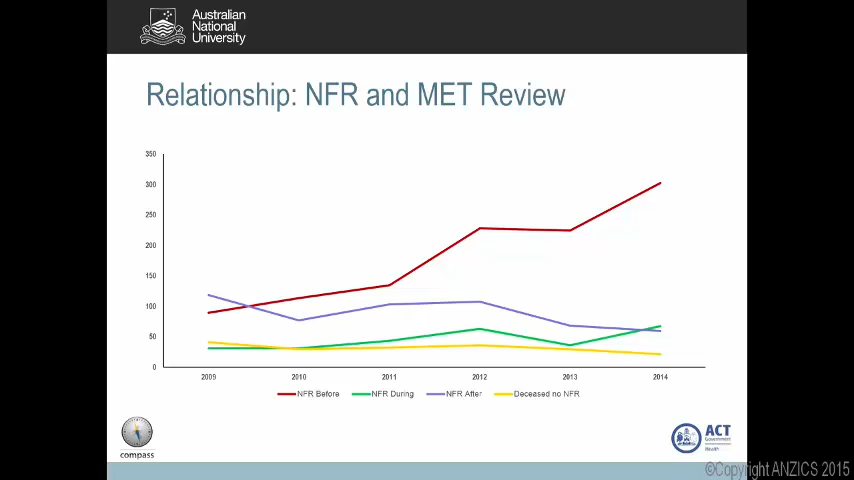 Australian
National
University
Relationship: NFR and MET Review
350
300
250
200
150
100
50
0
2009 2010 2011 2012 2013 2014
NFR Before NFR During NFR After Deceased no NFR
compass
ACT
Government
Health
©Copyright ANZICS 2015